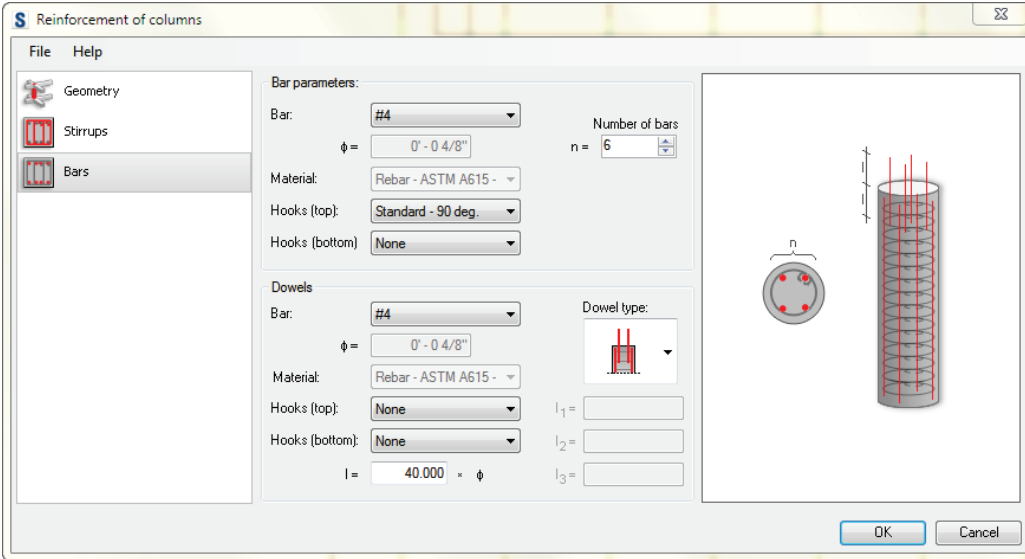 S Reinforcement of columns
File Help
Geometry
Stirrups
Bars
Bar parameters:
Bar: #4
ϕ = 0' - 0 4/8"
Number of bars
n = 6
Material: Rebar - ASTM A615 -
Hooks (top): Standard - 90 deg.
Hooks (bottom) None
Dowels
Bar: #4
ϕ = 0' - 0 4/8"
Dowel type:
Material: Rebar - ASTM A615 -
Hooks (top): None
l1 =
Hooks (bottom): None
l2 =
l = 40.000 × ϕ
l3 =
n
l
l
OK Cancel